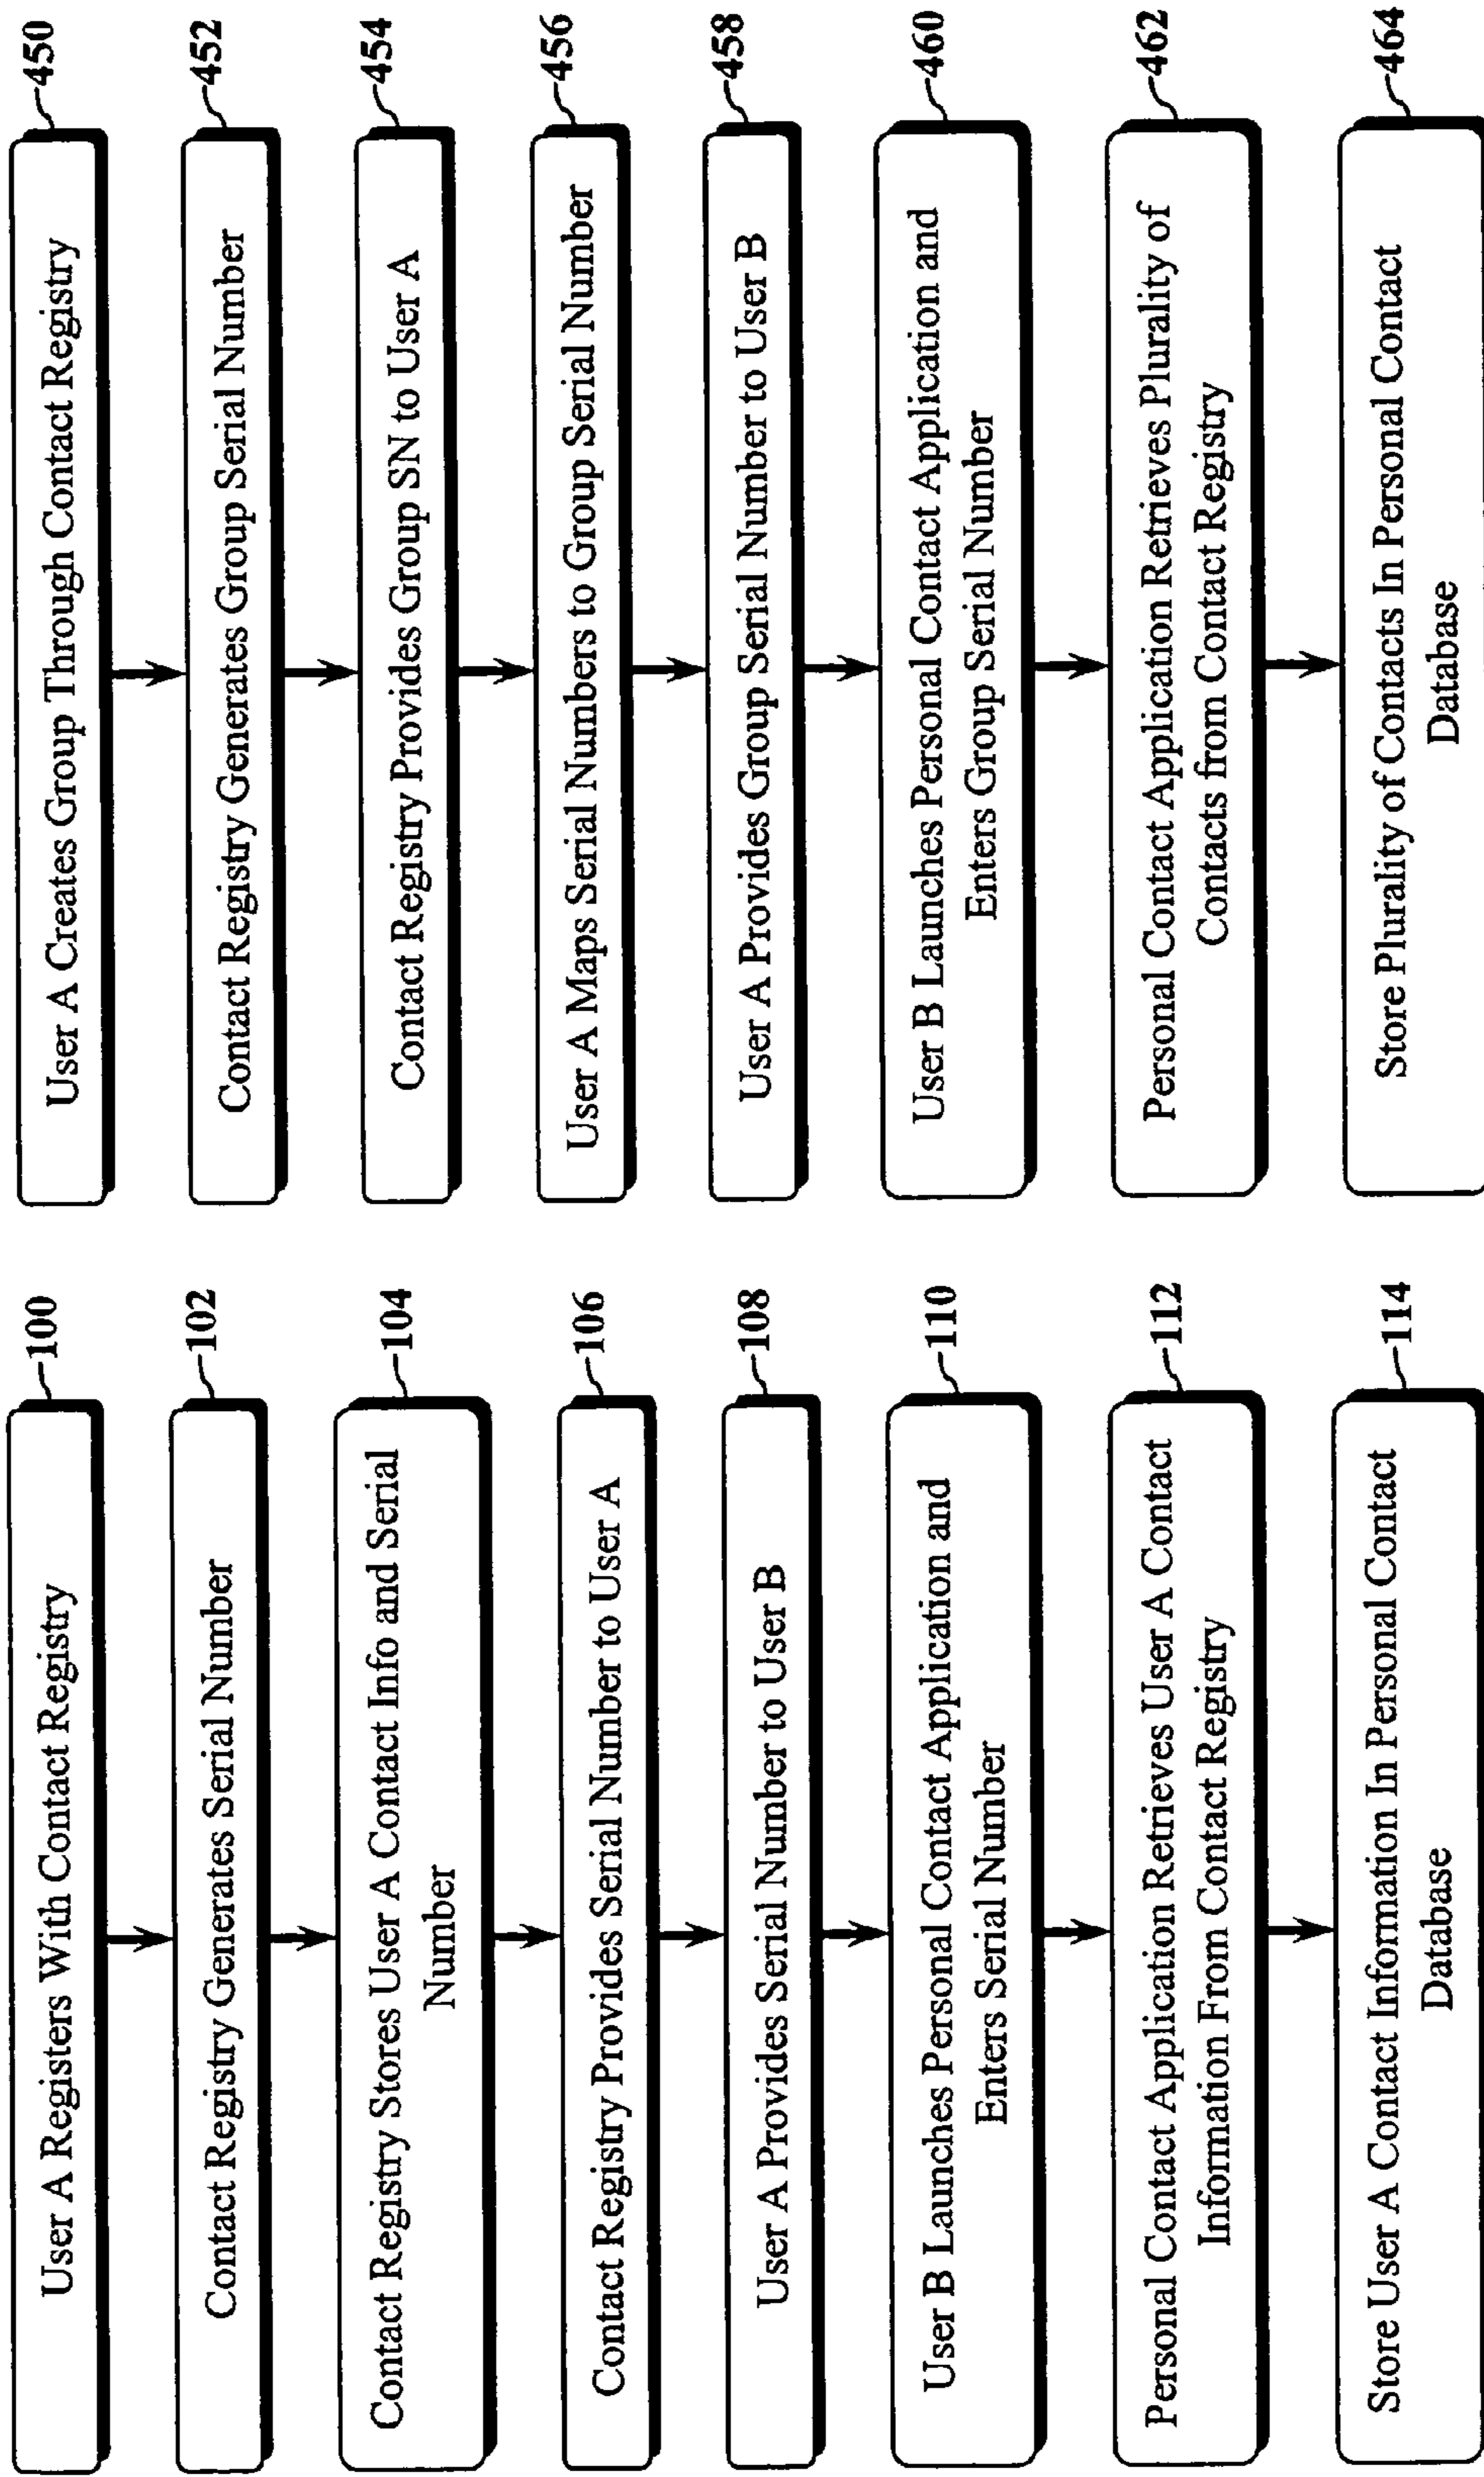 User A Registers With Contact Registry
100
Contact Registry Generates Serial Number
102
Contact Registry Stores User A Contact Info and Serial
Number
104
Contact Registry Provides Serial Number to User A
106
User A Provides Serial Number to User B
108
User B Launches Personal Contact Application and
Enters Serial Number
110
Personal Contact Application Retrieves User A Contact
Information From Contact Registry
112
Store User A Contact Information In Personal Contact
Database
114
User A Creates Group Through Contact Registry
450
Contact Registry Generates Group Serial Number
452
Contact Registry Provides Group SN to User A
454
User A Maps Serial Numbers to Group Serial Number
456
User A Provides Group Serial Number to User B
458
User B Launches Personal Contact Application and
Enters Group Serial Number
460
Personal Contact Application Retrieves Plurality of
Contacts from Contact Registry
462
Store Plurality of Contacts In Personal Contact
Database
464